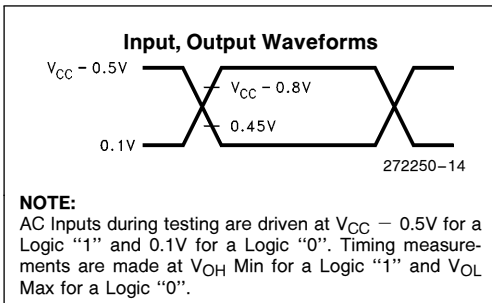 Input, Output Waveforms
VCC – 0.5V
VCC – 0.8V
0.45V
0.1V
272250–14
NOTE:
AC Inputs during testing are driven at VCC – 0.5V for a
Logic “1” and 0.1V for a Logic “0”. Timing measure-
ments are made at VOH Min for a Logic “1” and VOL
Max for a Logic “0”.